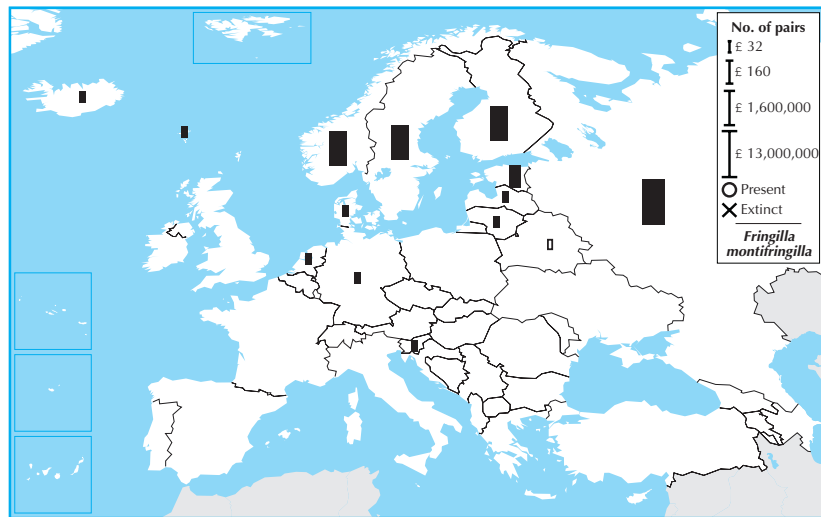 No. of pairs
£ 32
£ 160
£ 1,600,000
£ 13,000,000
Present
Extinct
Fringilla
montifringilla